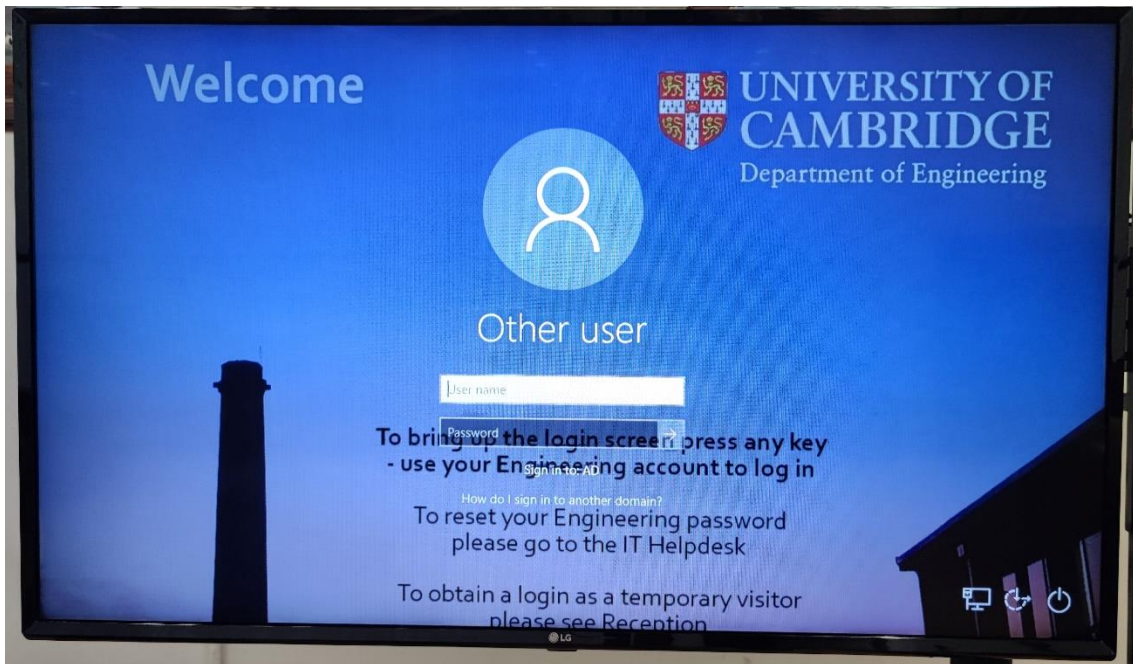 Welcome
UNIVERSITY OF
CAMBRIDGE
Department of Engineering
Other user
User name
Password
To bring up the login screen press any key
- use your Engineering account to log in
Sign in to: AD
How do I sign in to another domain?
To reset your Engineering password
please go to the IT Helpdesk
To obtain a login as a temporary visitor
please see Reception
LG